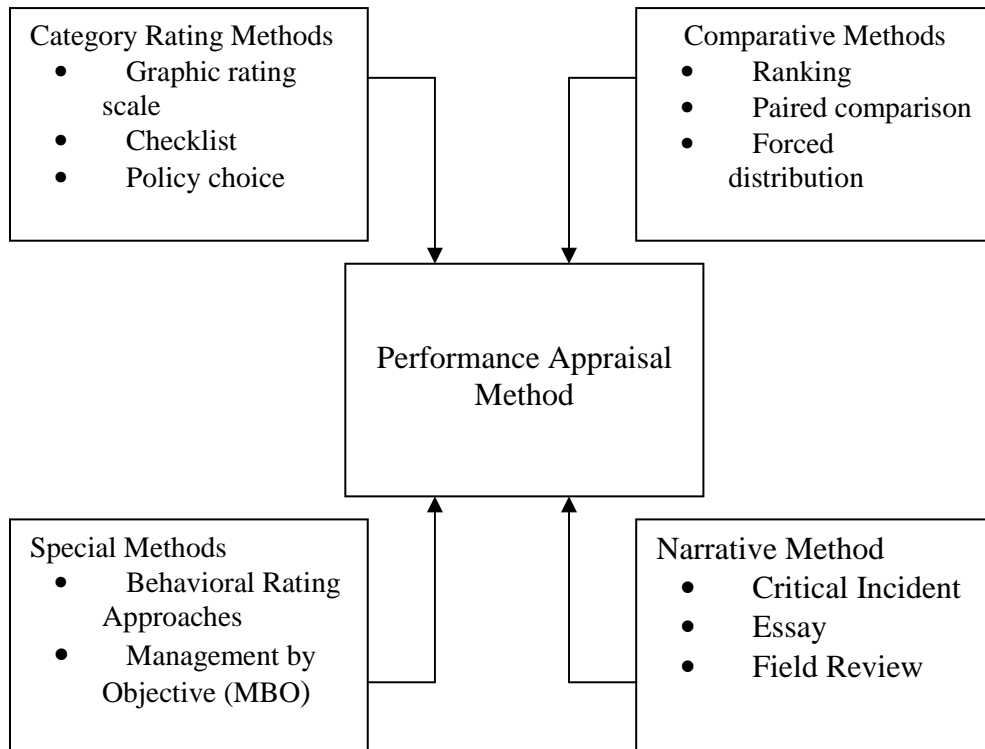 Category Rating Methods
• Graphic rating
scale
• Checklist
• Policy choice
Comparative Methods
• Ranking
• Paired comparison
• Forced
distribution
Performance Appraisal
Method
Special Methods
• Behavioral Rating
Approaches
• Management by
Objective (MBO)
Narrative Method
• Critical Incident
• Essay
• Field Review